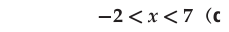 −2 < x < 7 (